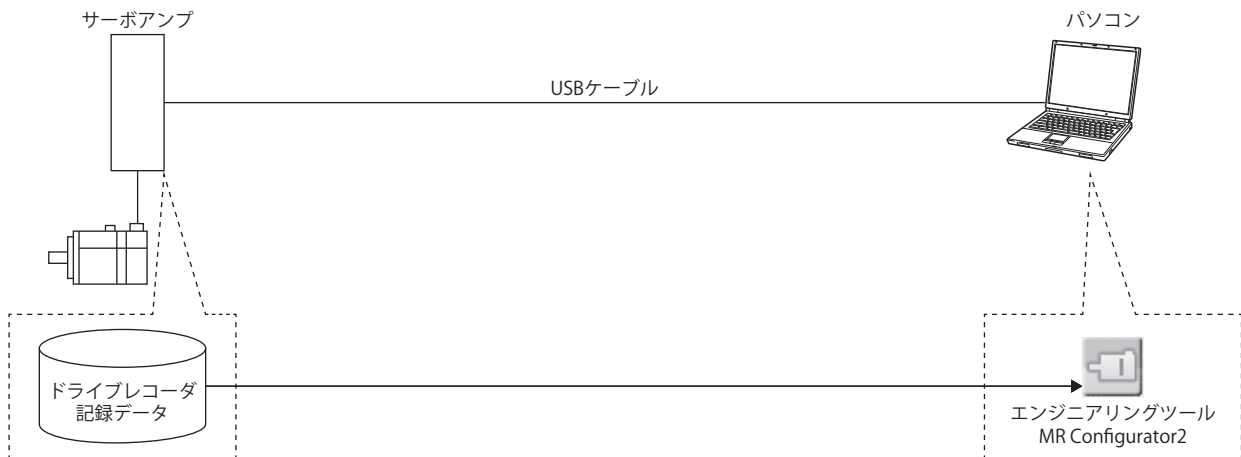 サーボアンプ
パソコン
USBケーブル
ドライブレコーダ
記録データ
エンジニアリングツール
MR Configurator2